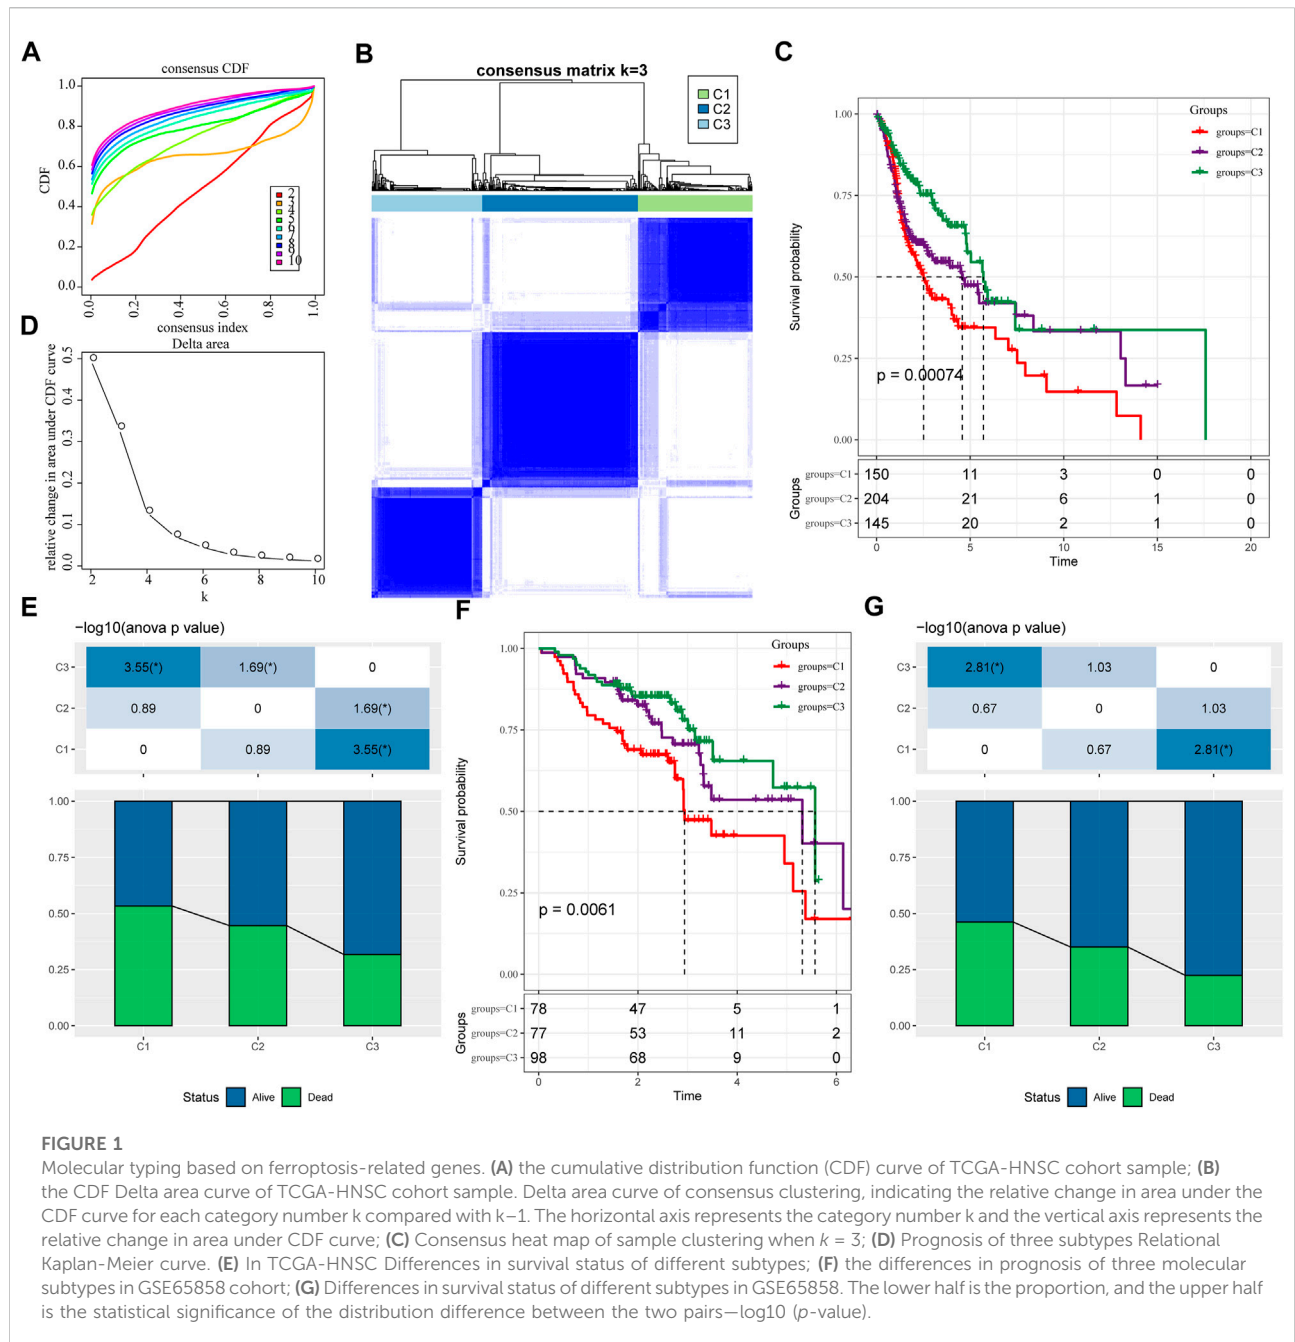 A
consensus CDF
CDF
1.0
0.8
0.6
0.4
0.2
0.0
0.0
0.2
0.4
0.6
0.8
1.0
consensus index
2
3
4
5
6
7
8
9
10
B
consensus matrix k=3
C1
C2
C3
C
Groups
groups=C1
groups=C2
groups=C3
Survival probability
1.00
0.75
0.50
0.25
0.00
p = 0.00074
Groups
groups=C1 150 11 3 0 0
groups=C2 204 21 6 1 0
groups=C3 145 20 2 1 0
0 5 10 15 20
Time
D
Delta area
relative change in area under CDF curve
0.5
0.4
0.3
0.2
0.1
0.0
2 4 6 8 10
k
E
−log10(anova p value)
C3 3.55(*) 1.69(*) 0
C2 0.89 0 1.69(*)
C1 0 0.89 3.55(*)
1.00
0.75
0.50
0.25
0.00
C1 C2 C3
Status Alive Dead
F
Groups
groups=C1
groups=C2
groups=C3
Survival probability
1.00
0.75
0.50
0.25
0.00
p = 0.0061
Groups
groups=C1 78 47 5 1
groups=C2 77 53 11 2
groups=C3 98 68 9 0
0 2 4 6
Time
G
−log10(anova p value)
C3 2.81(*) 1.03 0
C2 0.67 0 1.03
C1 0 0.67 2.81(*)
1.00
0.75
0.50
0.25
0.00
C1 C2 C3
Status Alive Dead
FIGURE 1
Molecular typing based on ferroptosis-related genes. (A) the cumulative distribution function (CDF) curve of TCGA-HNSC cohort sample; (B)
the CDF Delta area curve of TCGA-HNSC cohort sample. Delta area curve of consensus clustering, indicating the relative change in area under the
CDF curve for each category number k compared with k−1. The horizontal axis represents the category number k and the vertical axis represents the
relative change in area under CDF curve; (C) Consensus heat map of sample clustering when k = 3; (D) Prognosis of three subtypes Relational
Kaplan-Meier curve. (E) In TCGA-HNSC Differences in survival status of different subtypes; (F) the differences in prognosis of three molecular
subtypes in GSE65858 cohort; (G) Differences in survival status of different subtypes in GSE65858. The lower half is the proportion, and the upper half
is the statistical significance of the distribution difference between the two pairs—log10 (p-value).